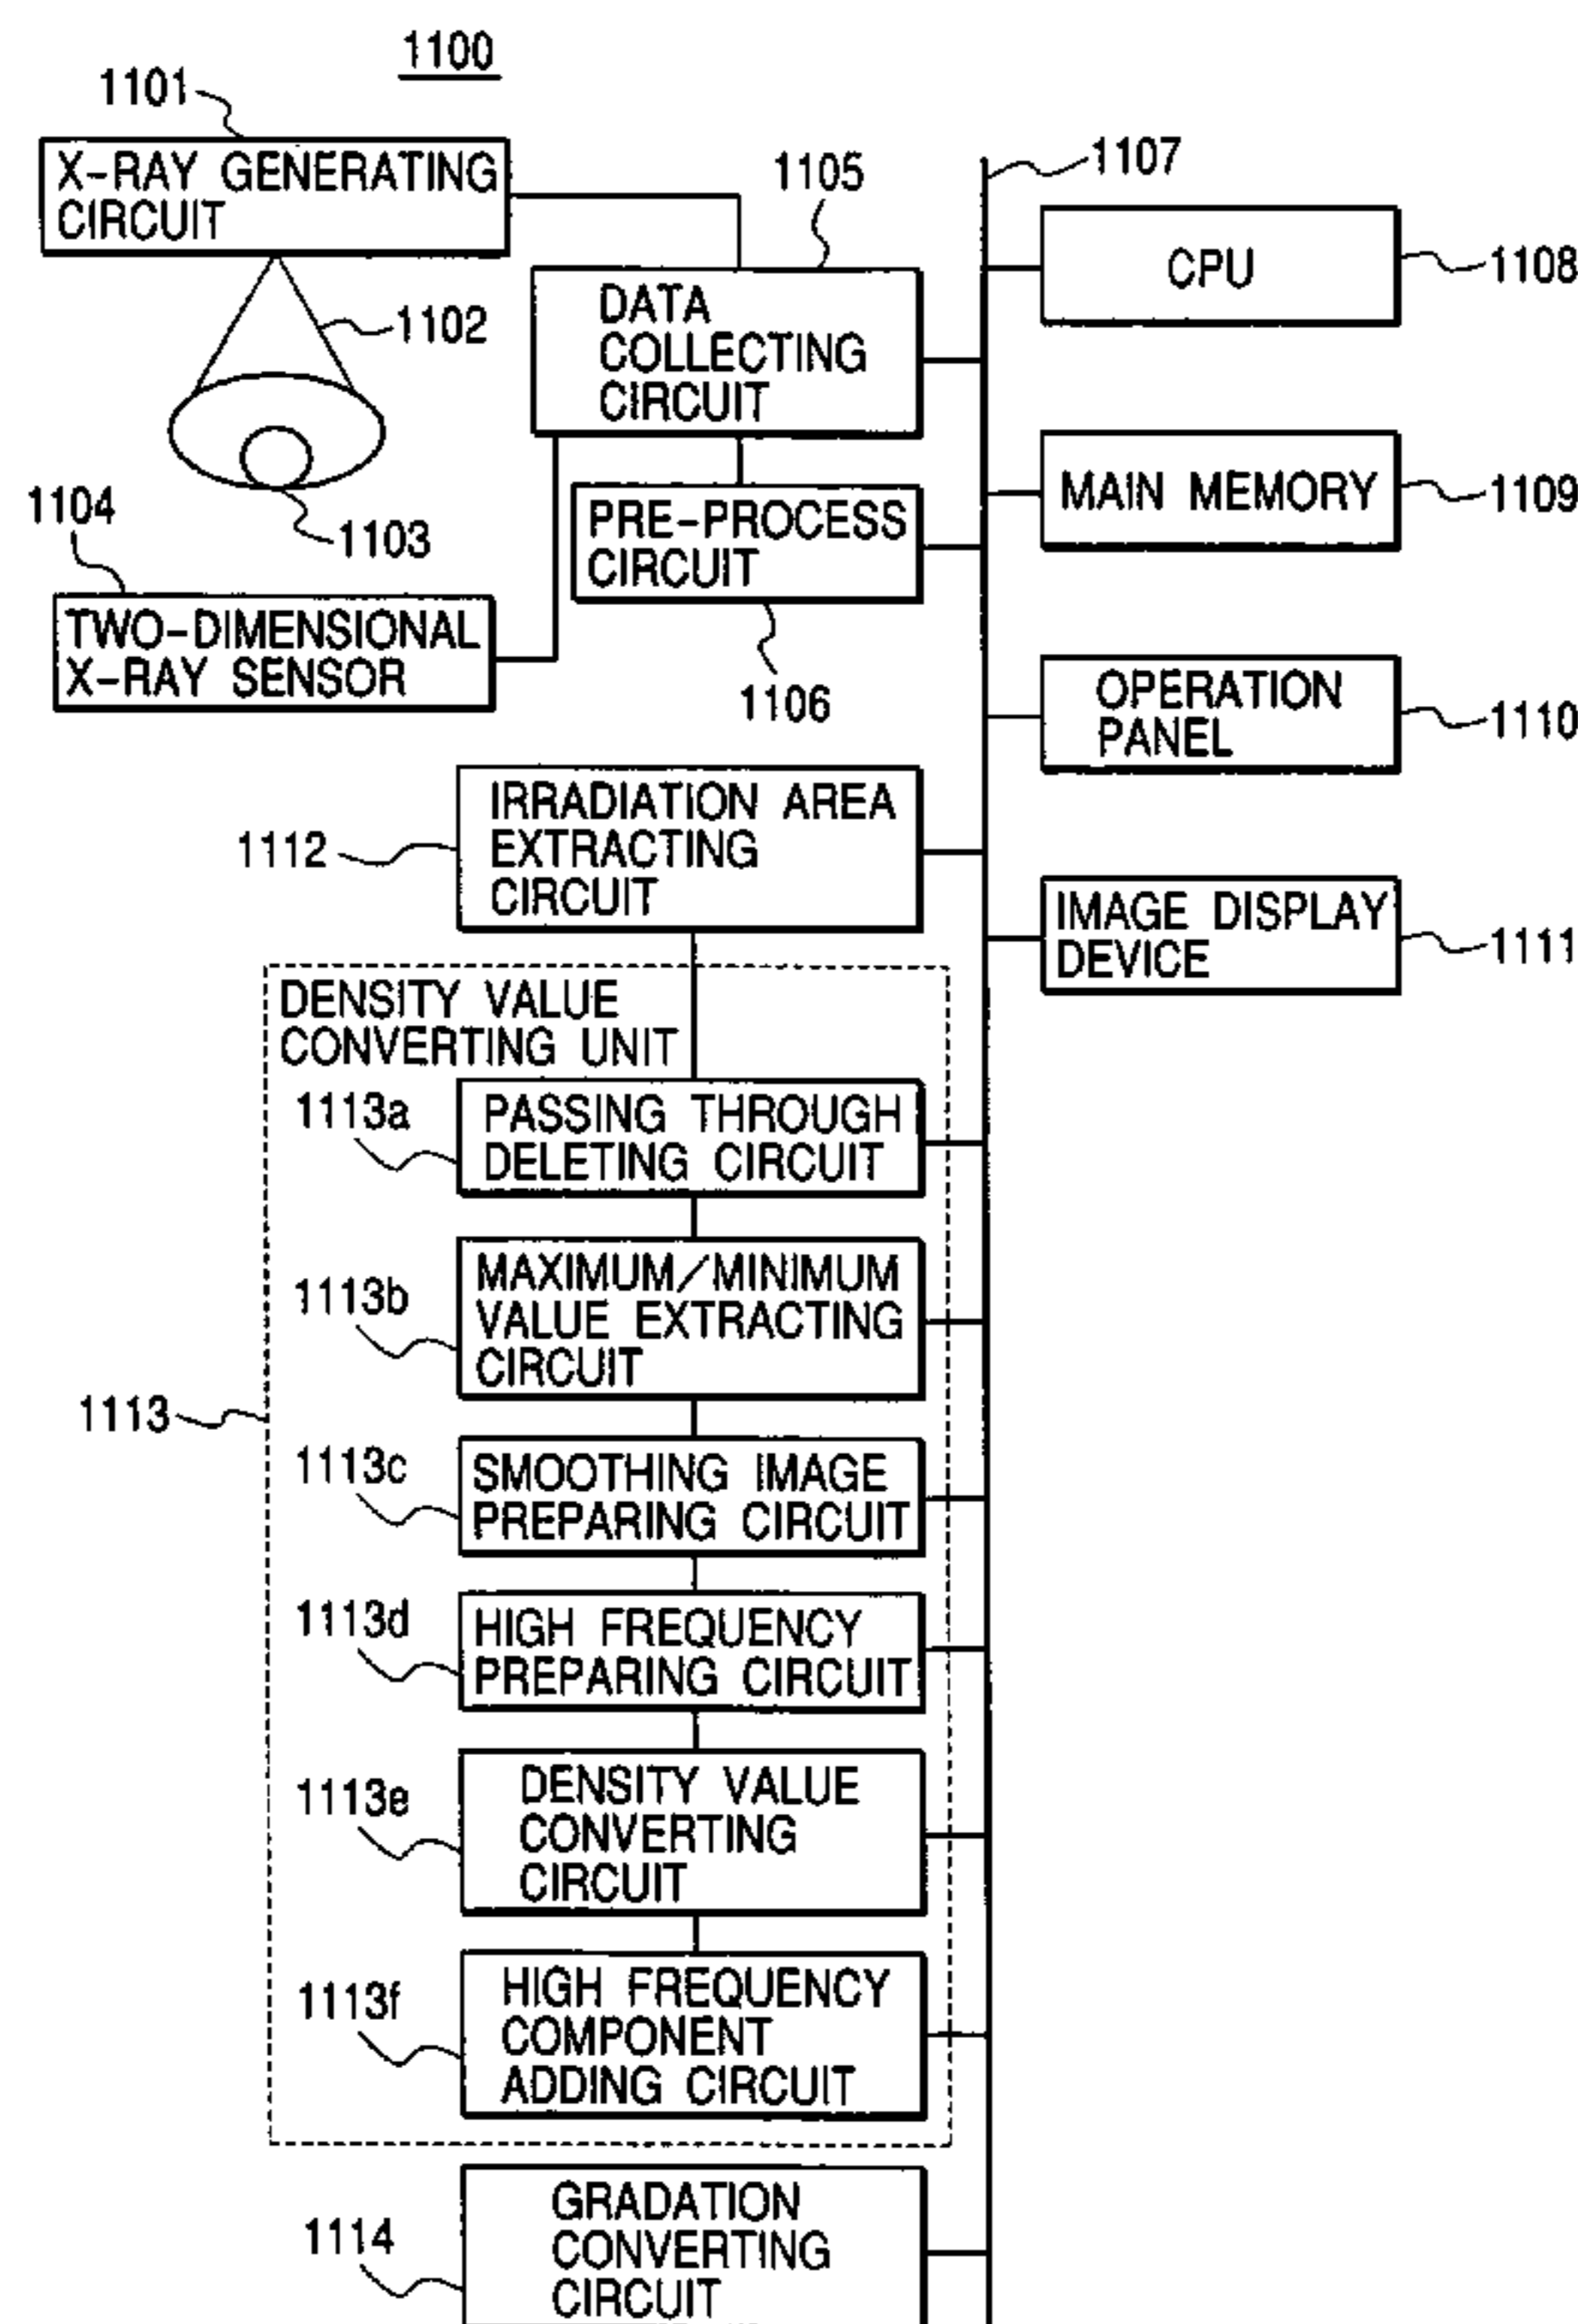 1100
1101
X-RAY GENERATING
CIRCUIT
1102
1103
1104
TWO-DIMENSIONAL
X-RAY SENSOR
1105
DATA
COLLECTING
CIRCUIT
PRE-PROCESS
CIRCUIT
1106
1107
CPU
1108
MAIN MEMORY
1109
OPERATION
PANEL
1110
IMAGE DISPLAY
DEVICE
1111
1112
IRRADIATION AREA
EXTRACTING
CIRCUIT
DENSITY VALUE
CONVERTING UNIT
1113
1113a
PASSING THROUGH
DELETING CIRCUIT
1113b
MAXIMUM/MINIMUM
VALUE EXTRACTING
CIRCUIT
1113c
SMOOTHING IMAGE
PREPARING CIRCUIT
1113d
HIGH FREQUENCY
PREPARING CIRCUIT
1113e
DENSITY VALUE
CONVERTING
CIRCUIT
1113f
HIGH FREQUENCY
COMPONENT
ADDING CIRCUIT
1114
GRADATION
CONVERTING
CIRCUIT